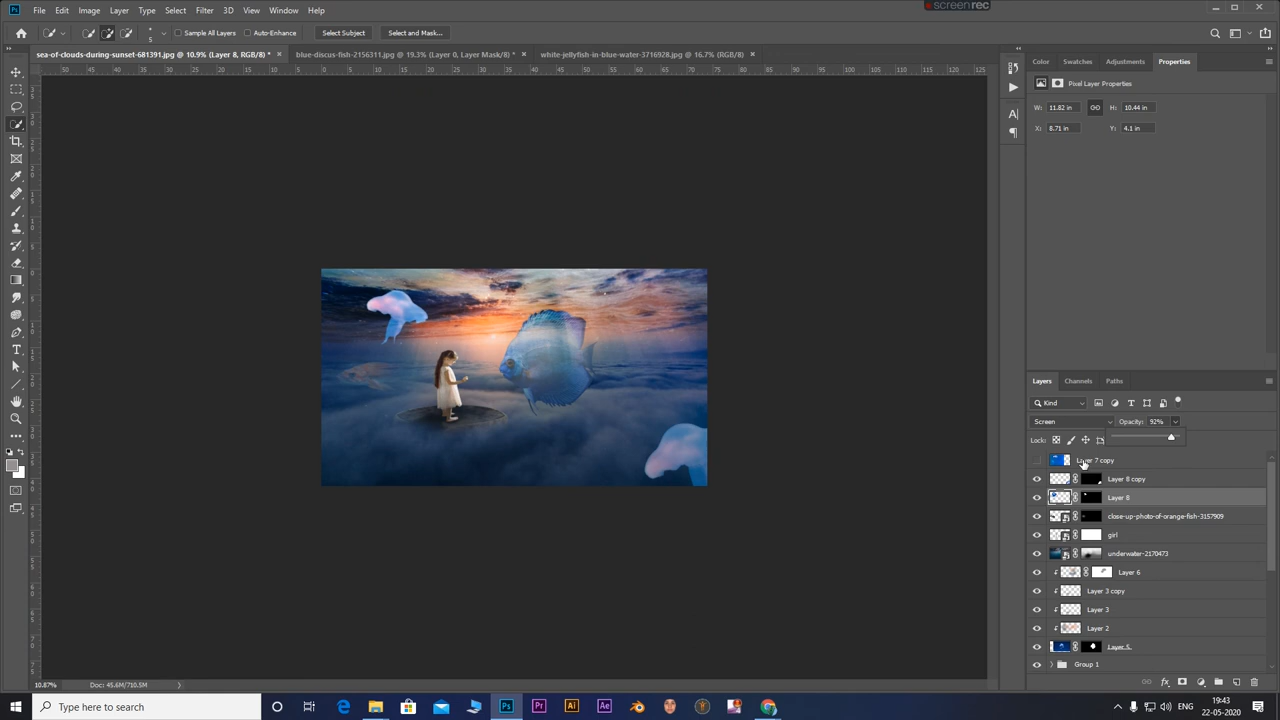 screenrec
File Edit Image Layer Type Select Filter 3D View Window Help
5 Sample All Layers Auto-Enhance Select Subject Select and Mask...
sea-of-clouds-during-sunset-681391.jpg @ 10.9% (Layer 8, RGB/8) * × blue-discus-fish-2156311.jpg @ 19.3% (Layer 0, Layer Mask/8) * × white-jellyfish-in-blue-water-3716928.jpg @ 16.7% (RGB/8) ×
Color Swatches Adjustments Properties
Pixel Layer Properties
W: 11.82 in H: 10.44 in
X: 8.71 in Y: 4.1 in
Layers Channels Paths
Kind
Screen Opacity: 92%
Lock:
Layer 7 copy
Layer 8 copy
Layer 8
close-up-photo-of-orange-fish-3157909
girl
underwater-2170473
Layer 6
Layer 3 copy
Layer 3
Layer 2
Layer 5
Group 1
10.87% Doc: 45.6M/710.5M
Type here to search
ENG
19:43
22-05-2020